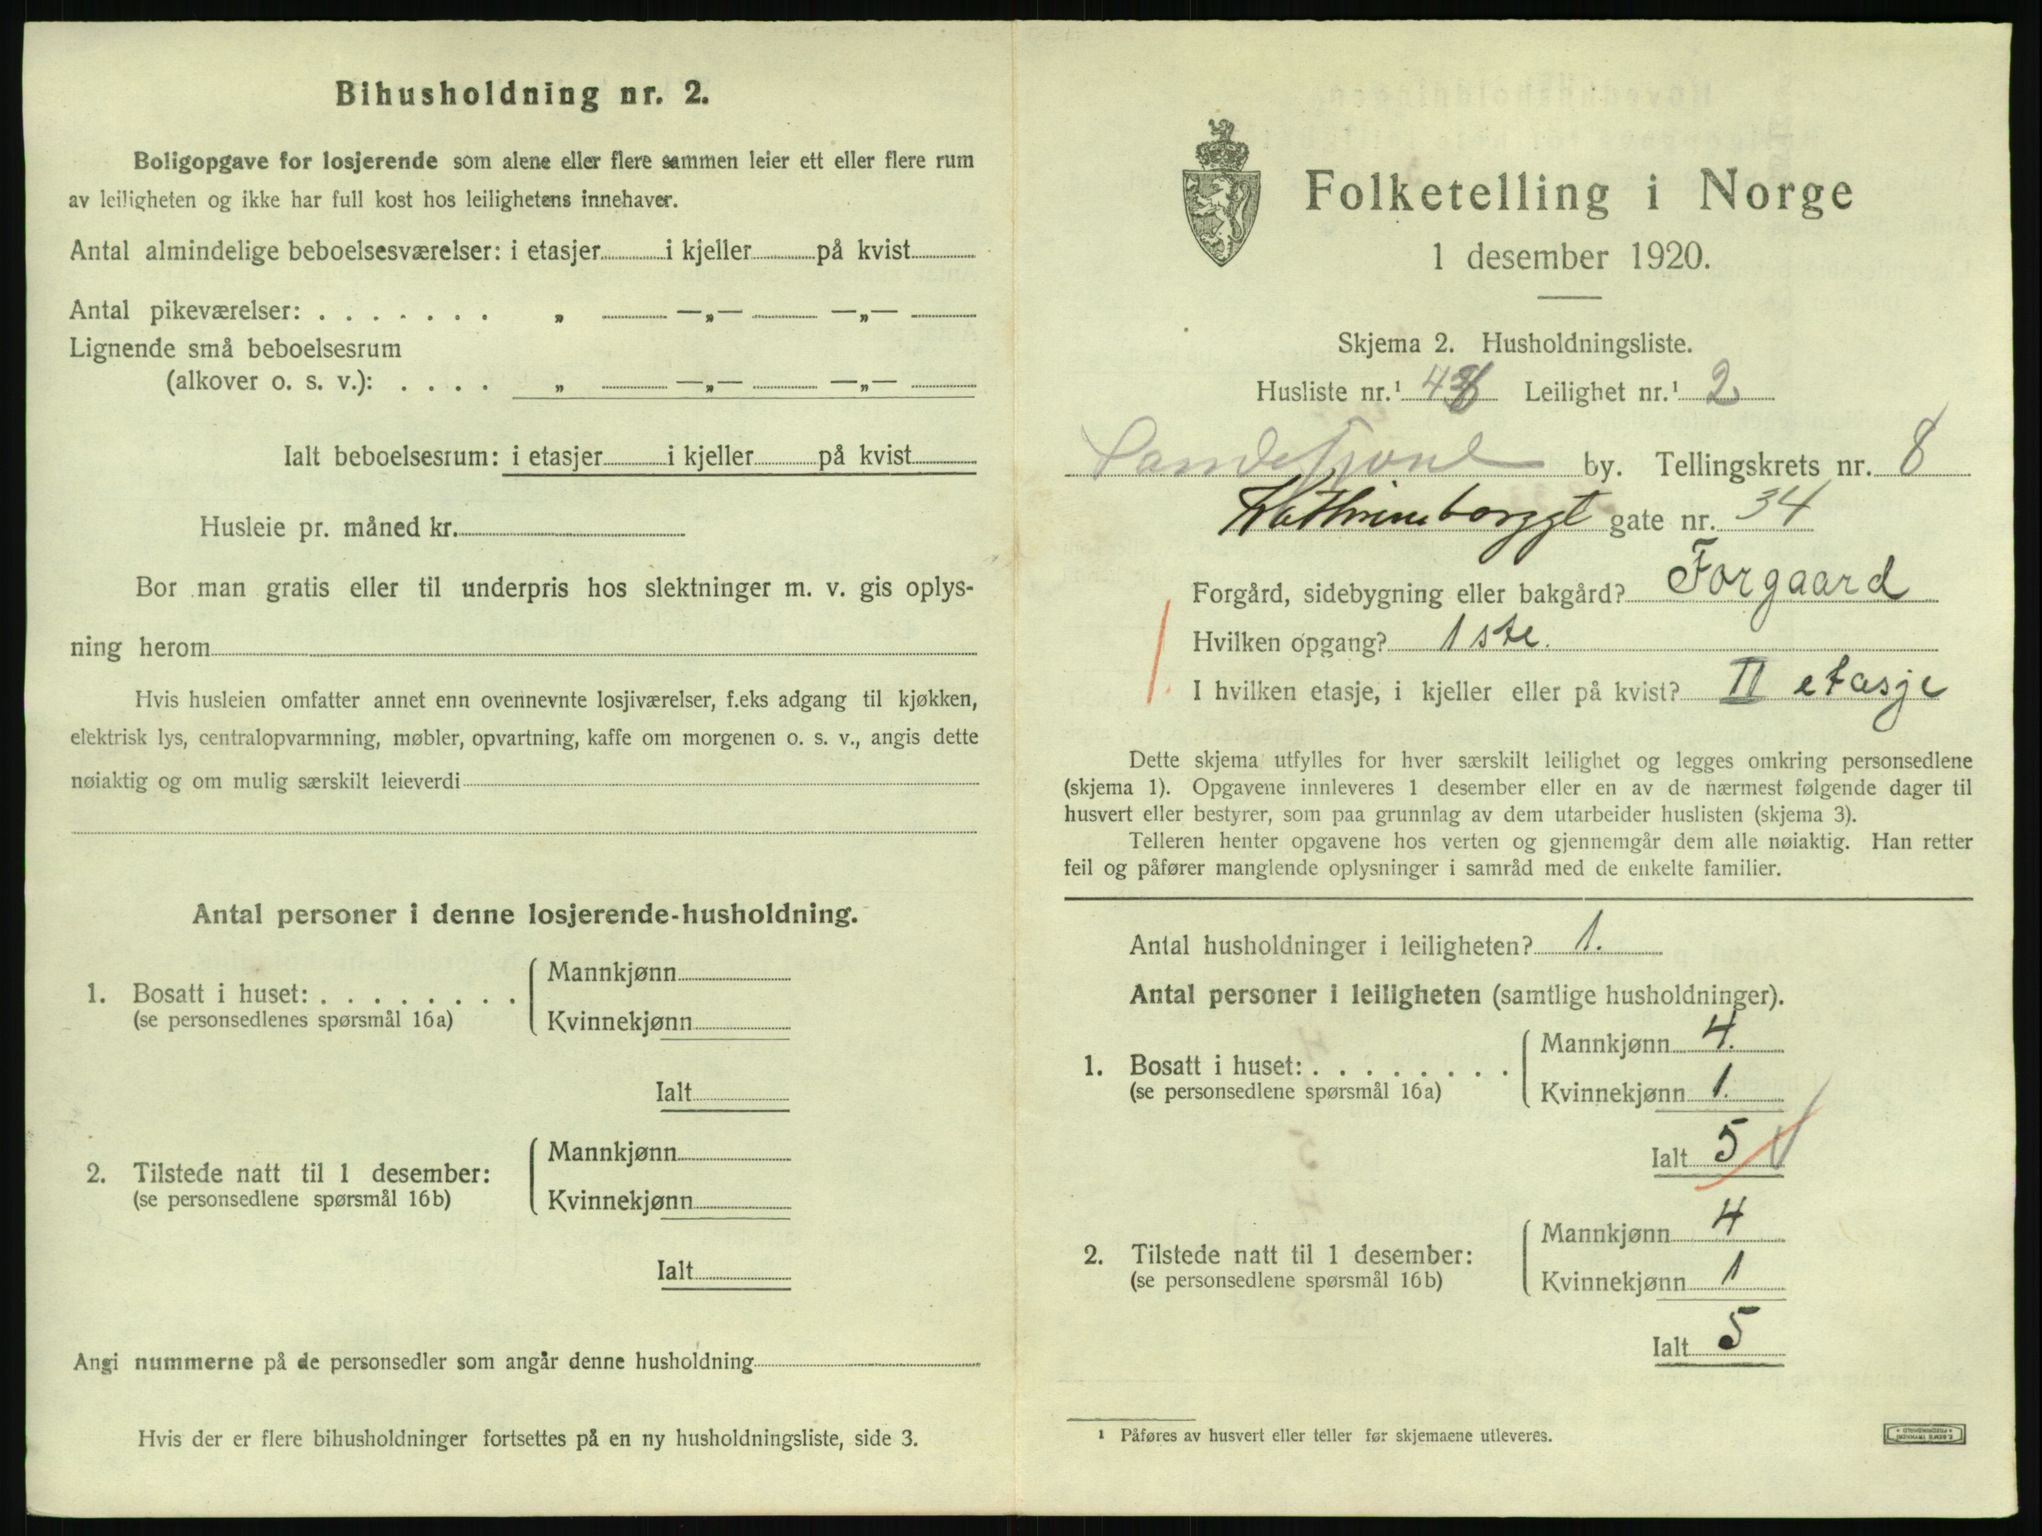 Bihusholdning nr. 2.
Boligopgave for losjerende som alene eller flere sammen leier ett eller flere rum
av leiligheten og ikke har full kost hos leilighetens innehaver.
Antal almindelige beboelsesværelser: i etasjer i kjeller på kvist
Antal pikeværelser: . . . . . . . „ —„— —„—
Lignende små beboelsesrum
(alkover o. s. v.): . . . . „ —„— —„—
Ialt beboelsesrum: i etasjer i kjeller på kvist
Husleie pr. måned kr.
Bor man gratis eller til underpris hos slektninger m. v. gis oplys-
ning herom
Hvis husleien omfatter annet enn ovennevnte losjiværelser, f.eks adgang til kjøkken,
elektrisk lys, centralopvarmning, møbler, opvartning, kaffe om morgenen o. s. v., angis dette
nøiaktig og om mulig særskilt leieverdi
Antal personer i denne losjerende-husholdning.
1. Bosatt i huset: . . . . . . . . Mannkjønn
(se personsedlenes spørsmål 16a) Kvinnekjønn
Ialt
2. Tilstede natt til 1 desember: Mannkjønn
(se personsedlene spørsmål 16b) Kvinnekjønn
Ialt
Angi nummerne på de personsedler som angår denne husholdning
Hvis der er flere bihusholdninger fortsettes på en ny husholdningsliste, side 3.
Folketelling i Norge
1 desember 1920.
Skjema 2. Husholdningsliste.
Husliste nr.¹ Leilighet nr.¹ 2
Sandefjord by. Tellingskrets nr. 8
Kathrineborggt gate nr. 34
Forgård, sidebygning eller bakgård? Forgaard
Hvilken opgang? 1ste.
I hvilken etasje, i kjeller eller på kvist? II etasje
Dette skjema utfylles for hver særskilt leilighet og legges omkring personsedlene
(skjema 1). Opgavene innleveres 1 desember eller en av de nærmest følgende dager til
husvert eller bestyrer, som paa grunnlag av dem utarbeider huslisten (skjema 3).
Telleren henter opgavene hos verten og gjennemgår dem alle nøiaktig. Han retter
feil og påfører manglende oplysninger i samråd med de enkelte familier.
Antal husholdninger i leiligheten? 1.
Antal personer i leiligheten (samtlige husholdninger).
1. Bosatt i huset: . . . . . . . . Mannkjønn 4.
(se personsedlene spørsmål 16a) Kvinnekjønn 1.
Ialt 5
2. Tilstede natt til 1 desember: Mannkjønn 4
(se personsedlene spørsmål 16b) Kvinnekjønn 1
Ialt 5
¹ Påføres av husvert eller teller før skjemaene utleveres.